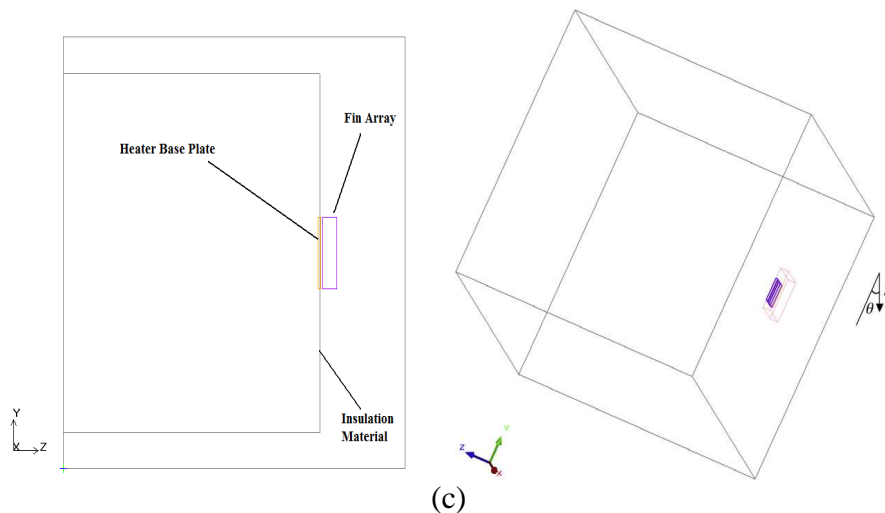 Fin Array
Heater Base Plate
Insulation
Material
Y
X
Z
θ
Y
Z
X
(c)